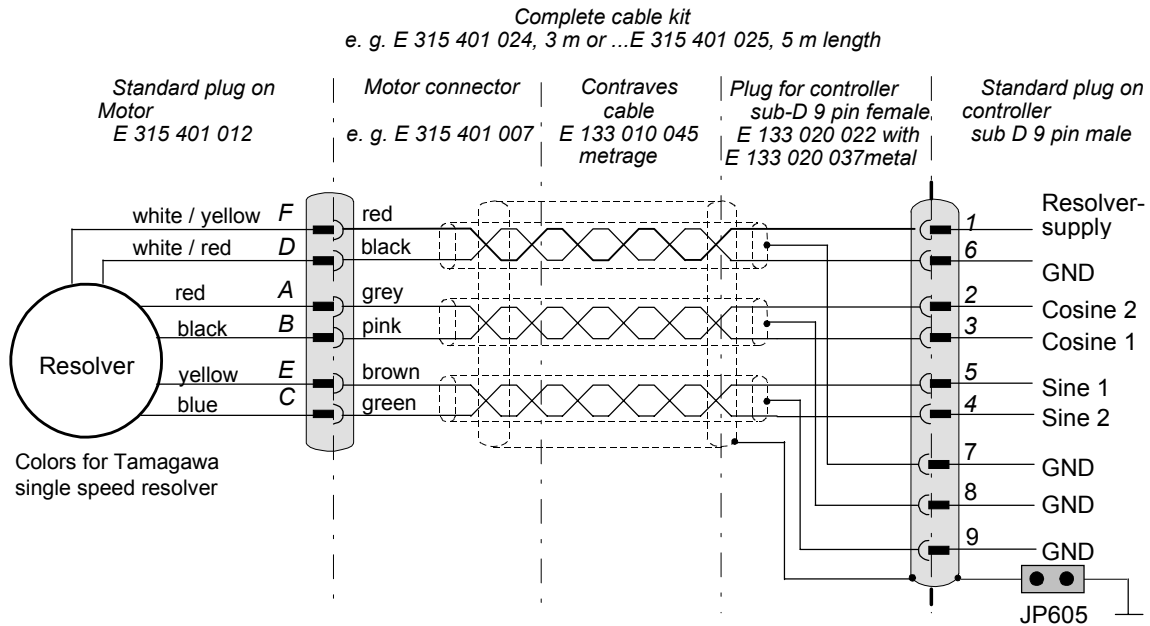 Complete cable kit
e. g. E 315 401 024, 3 m or ...E 315 401 025, 5 m length
Standard plug on
Motor
E 315 401 012
Motor connector
e. g. E 315 401 007
Contraves
cable
E 133 010 045
metrage
Plug for controller
sub-D 9 pin female,
E 133 020 022 with
E 133 020 037metal
Standard plug on
controller
sub D 9 pin male
white / yellow F red 1 Resolver-
supply
white / red D black 6 GND
red A grey 2 Cosine 2
black B pink 3 Cosine 1
Resolver
yellow E brown 5 Sine 1
blue C green 4 Sine 2
Colors for Tamagawa
single speed resolver
7 GND
8 GND
9 GND
JP605